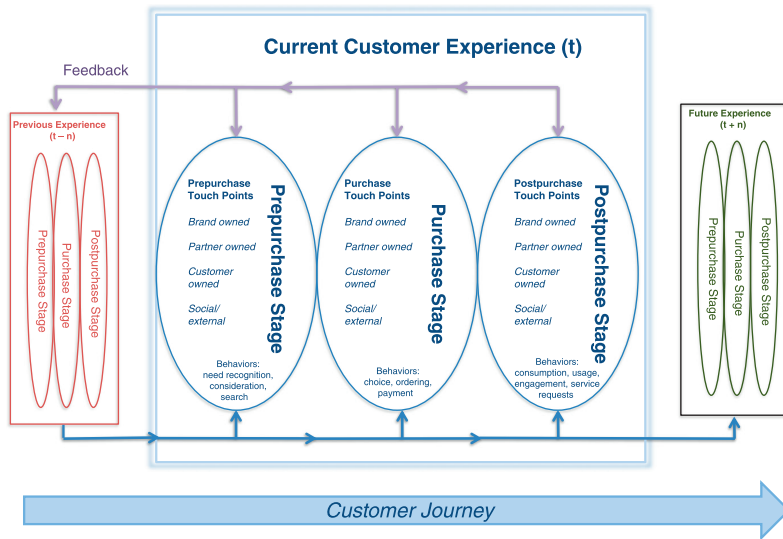 Current Customer Experience (t)
Feedback
Previous Experience
(t – n)
Prepurchase Stage
Purchase Stage
Postpurchase Stage
Prepurchase
Touch Points
Brand owned
Partner owned
Customer
owned
Social/
external
Prepurchase Stage
Behaviors:
need recognition,
consideration,
search
Purchase
Touch Points
Brand owned
Partner owned
Customer
owned
Social/
external
Purchase Stage
Behaviors:
choice, ordering,
payment
Postpurchase
Touch Points
Brand owned
Partner owned
Customer
owned
Social/
external
Postpurchase Stage
Behaviors:
consumption, usage,
engagement, service
requests
Future Experience
(t + n)
Prepurchase Stage
Purchase Stage
Postpurchase Stage
Customer Journey